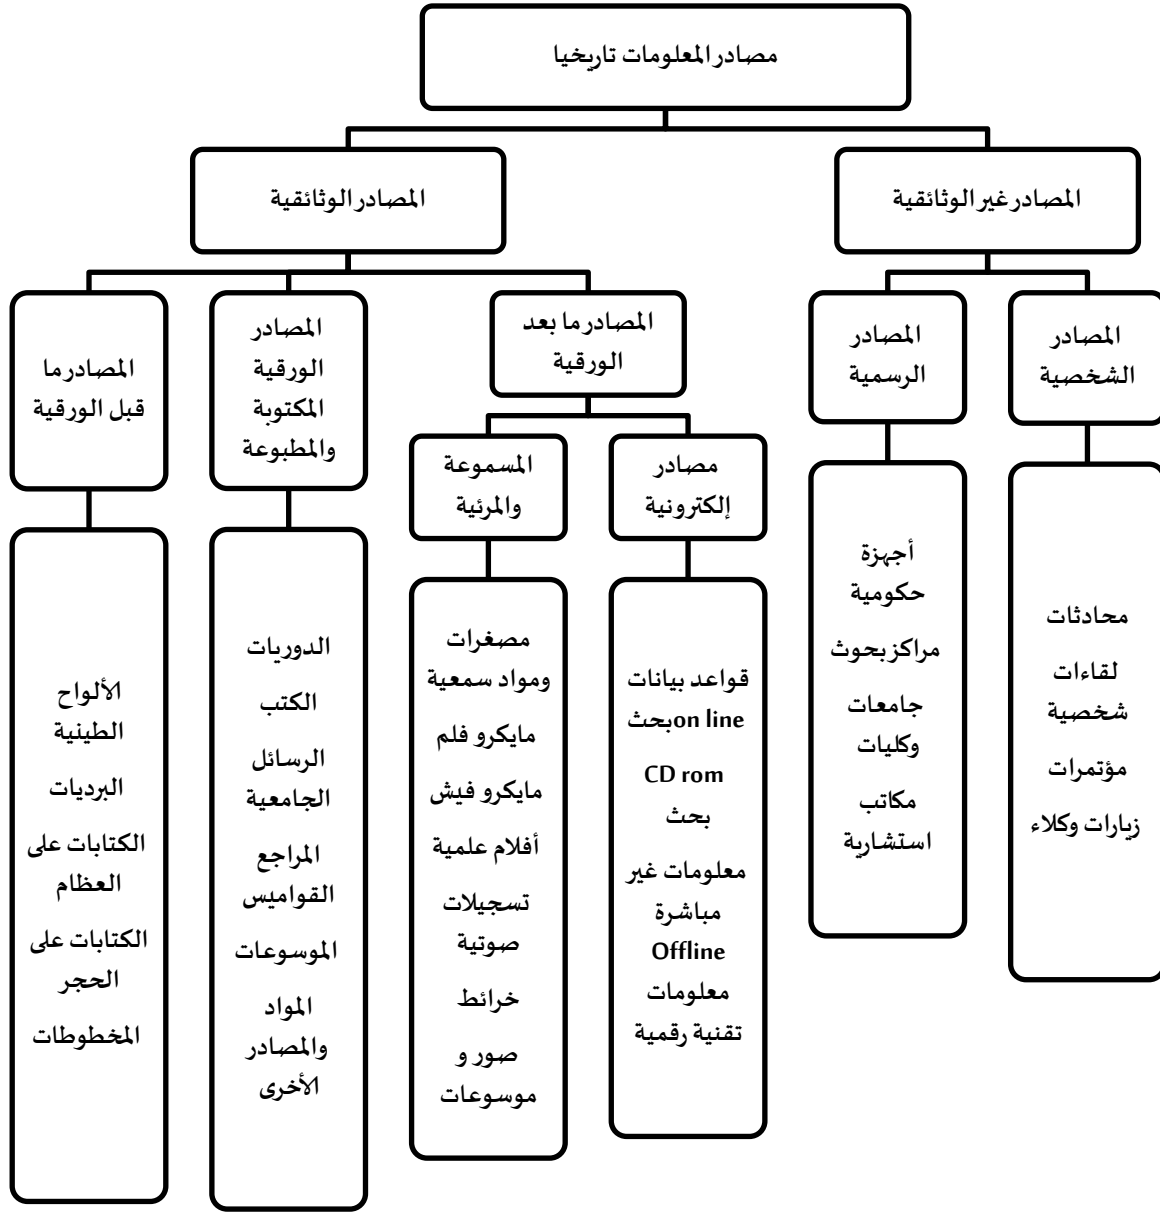 مصادر المعلومات تاريخيا
المصادر غير الوثائقية
المصادر الوثائقية
المصادر
الشخصية
المصادر
الرسمية
المصادر ما بعد
الورقية
المصادر
الورقية
المكتوبة
والمطبوعة
المصادر ما
قبل الورقية
مصادر
إلكترونية
المسموعة
والمرئية
محادثات
لقاءات
شخصية
مؤتمرات
زيارات وكلاء
أجهزة
حكومية
مراكز بحوث
جامعات
وكليات
مكاتب
استشارية
قواعد بيانات
on line بحث
CD rom
بحث
معلومات غير
مباشرة
Offline
معلومات
تقنية رقمية
مصغرات
ومواد سمعية
مايكرو فلم
مايكرو فيش
أفلام علمية
تسجيلات
صوتية
خرائط
صور و
موسوعات
الدوريات
الكتب
الرسائل
الجامعية
المراجع
القواميس
الموسوعات
المواد
والمصادر
الأخرى
الألواح
الطينية
البرديات
الكتابات على
العظام
الكتابات على
الحجر
المخطوطات